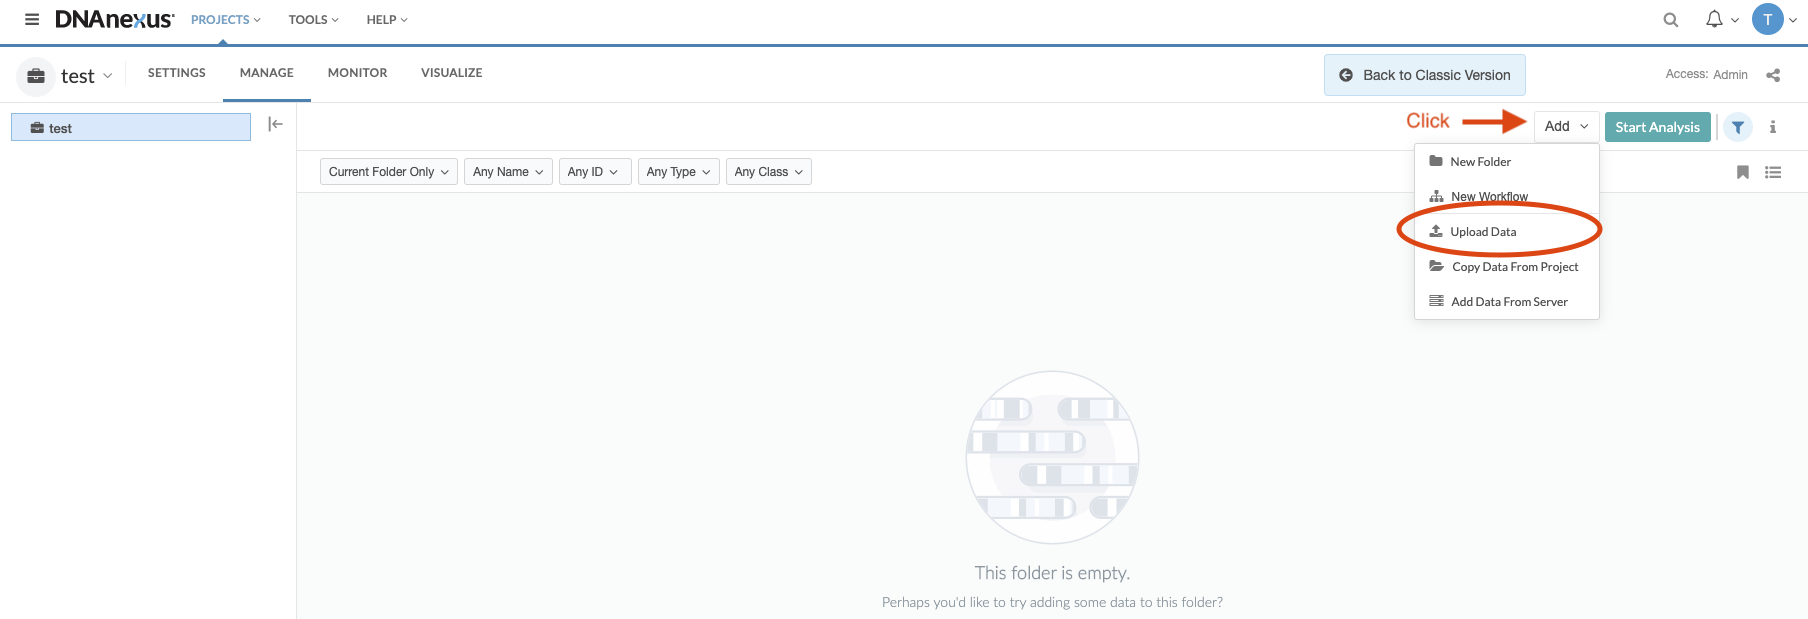 DNAnexus PROJECTS TOOLS HELP T
test SETTINGS MANAGE MONITOR VISUALIZE Back to Classic Version Access: Admin
test
Click Add Start Analysis
Current Folder Only Any Name Any ID Any Type Any Class
New Folder
New Workflow
Upload Data
Copy Data From Project
Add Data From Server
This folder is empty.
Perhaps you'd like to try adding some data to this folder?